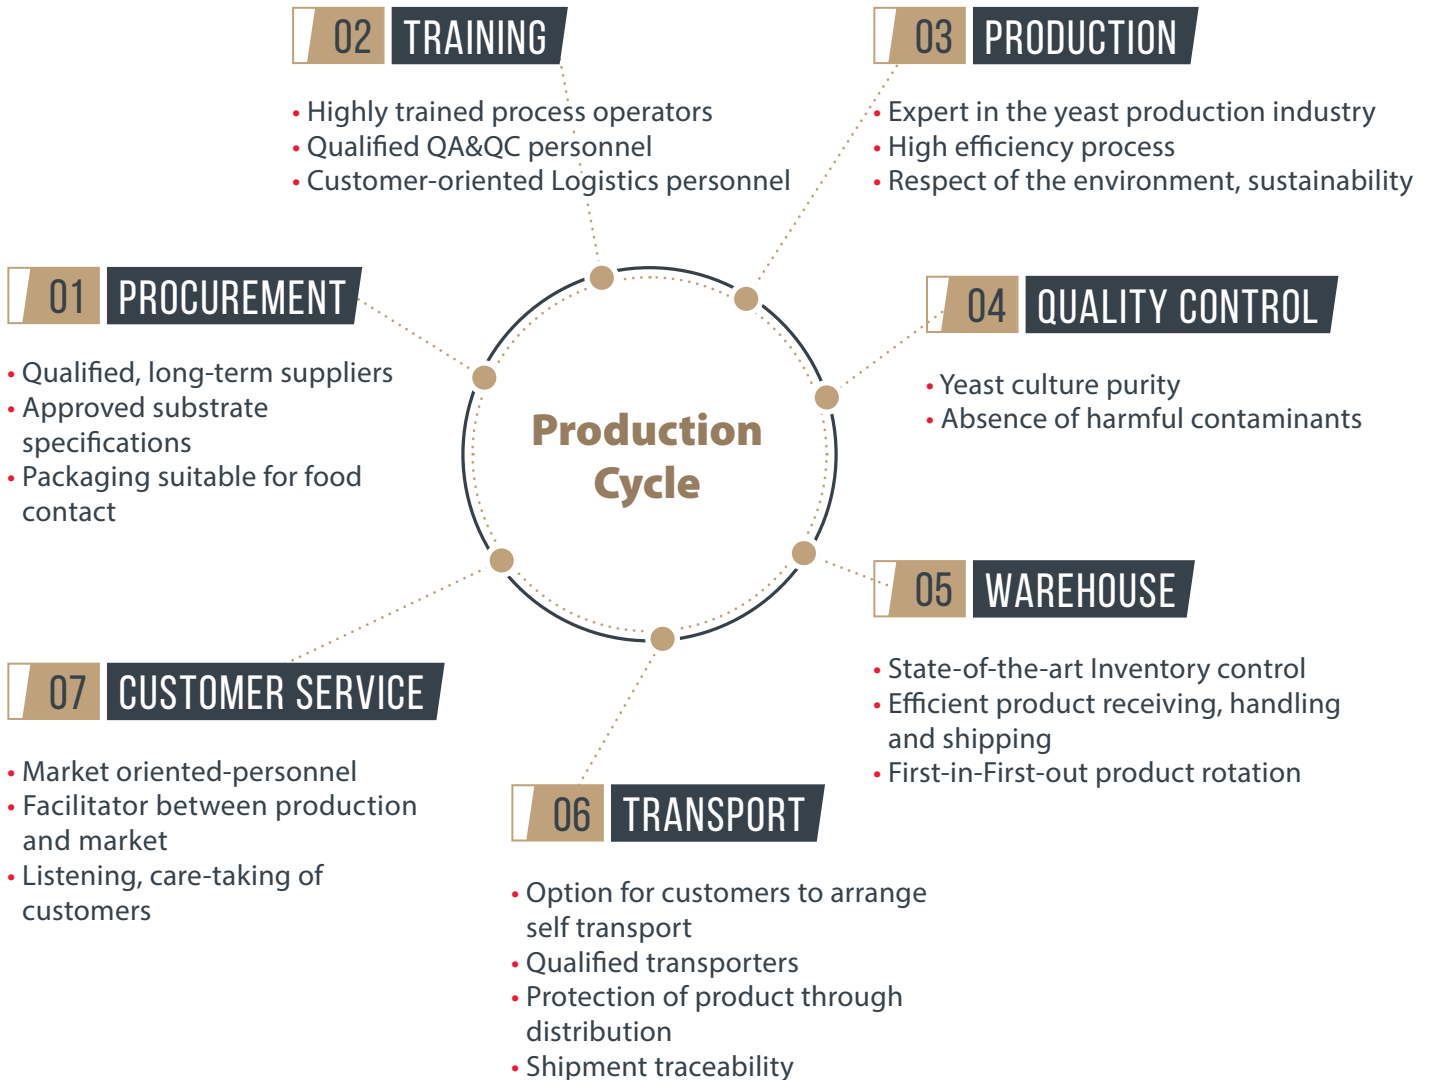 02 TRAINING
• Highly trained process operators
• Qualified QA&QC personnel
• Customer-oriented Logistics personnel
03 PRODUCTION
• Expert in the yeast production industry
• High efficiency process
• Respect of the environment, sustainability
01 PROCUREMENT
• Qualified, long-term suppliers
• Approved substrate
specifications
• Packaging suitable for food
contact
Production
Cycle
04 QUALITY CONTROL
• Yeast culture purity
• Absence of harmful contaminants
05 WAREHOUSE
• State-of-the-art Inventory control
• Efficient product receiving, handling
and shipping
• First-in-First-out product rotation
07 CUSTOMER SERVICE
• Market oriented-personnel
• Facilitator between production
and market
• Listening, care-taking of
customers
06 TRANSPORT
• Option for customers to arrange
self transport
• Qualified transporters
• Protection of product through
distribution
• Shipment traceability